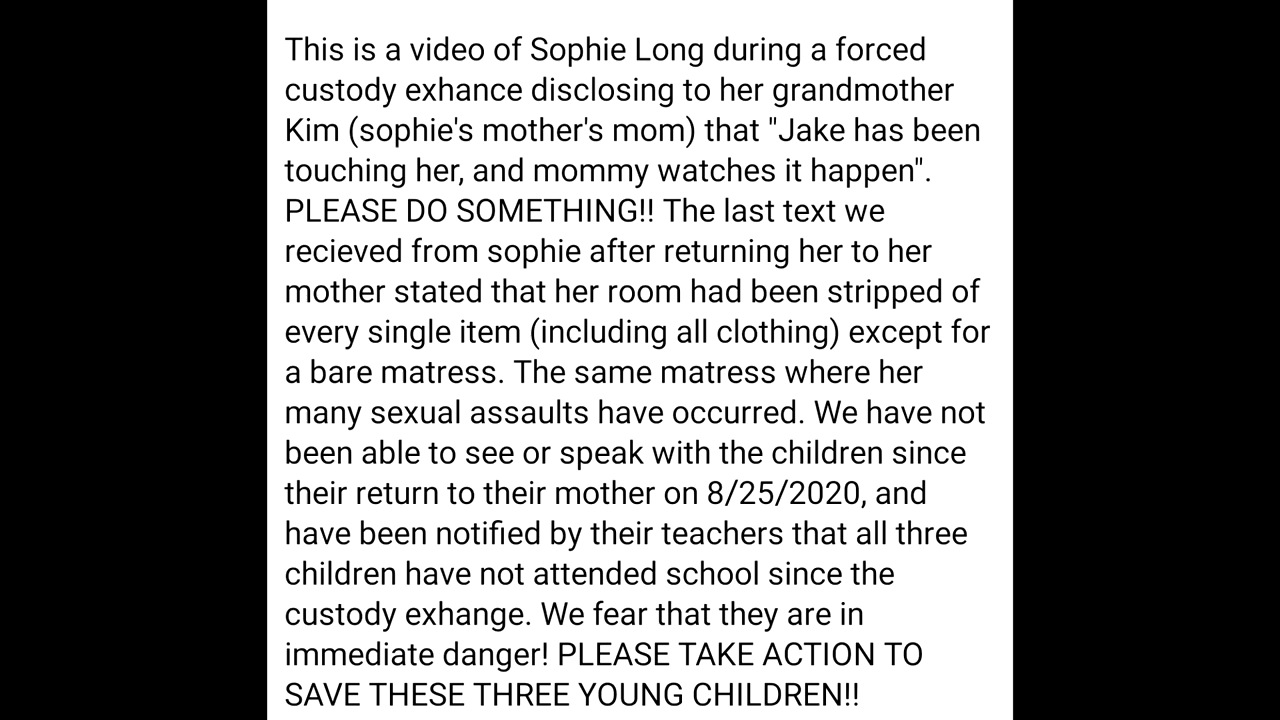 This is a video of Sophie Long during a forced
custody exhance disclosing to her grandmother
Kim (sophie's mother's mom) that "Jake has been
touching her, and mommy watches it happen".
PLEASE DO SOMETHING!! The last text we
recieved from sophie after returning her to her
mother stated that her room had been stripped of
every single item (including all clothing) except for
a bare matress. The same matress where her
many sexual assaults have occurred. We have not
been able to see or speak with the children since
their return to their mother on 8/25/2020, and
have been notified by their teachers that all three
children have not attended school since the
custody exhange. We fear that they are in
immediate danger! PLEASE TAKE ACTION TO
SAVE THESE THREE YOUNG CHILDREN!!